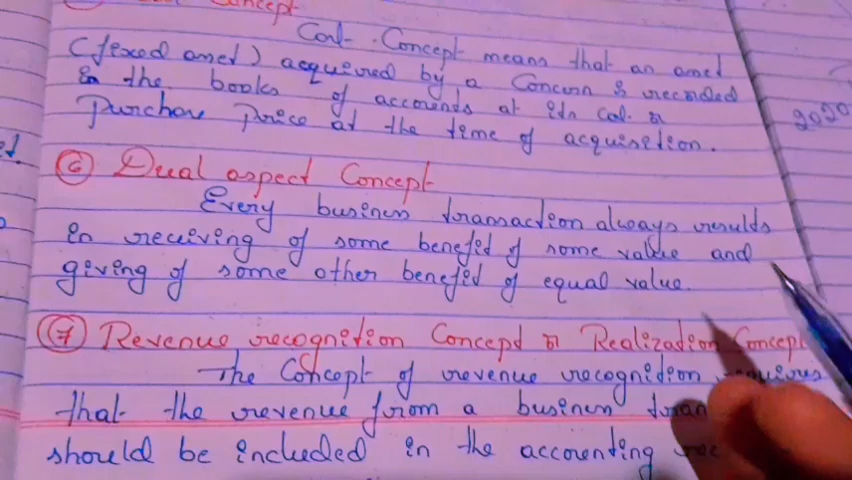 Concept
Cost Concept means that an asset
(fixed asset) acquired by a Concern is recorded
in the books of accounts at its cost or
Purchase Price at the time of acquisition.
2020
⑥ Dual aspect Concept
Every business transaction always results
in receiving of some benefit of some value and
giving of some other benefit of equal value.
⑦ Revenue recognition Concept or Realization Concept
The Concept of revenue recognition requires
that the revenue from a business
should be included in the accounting